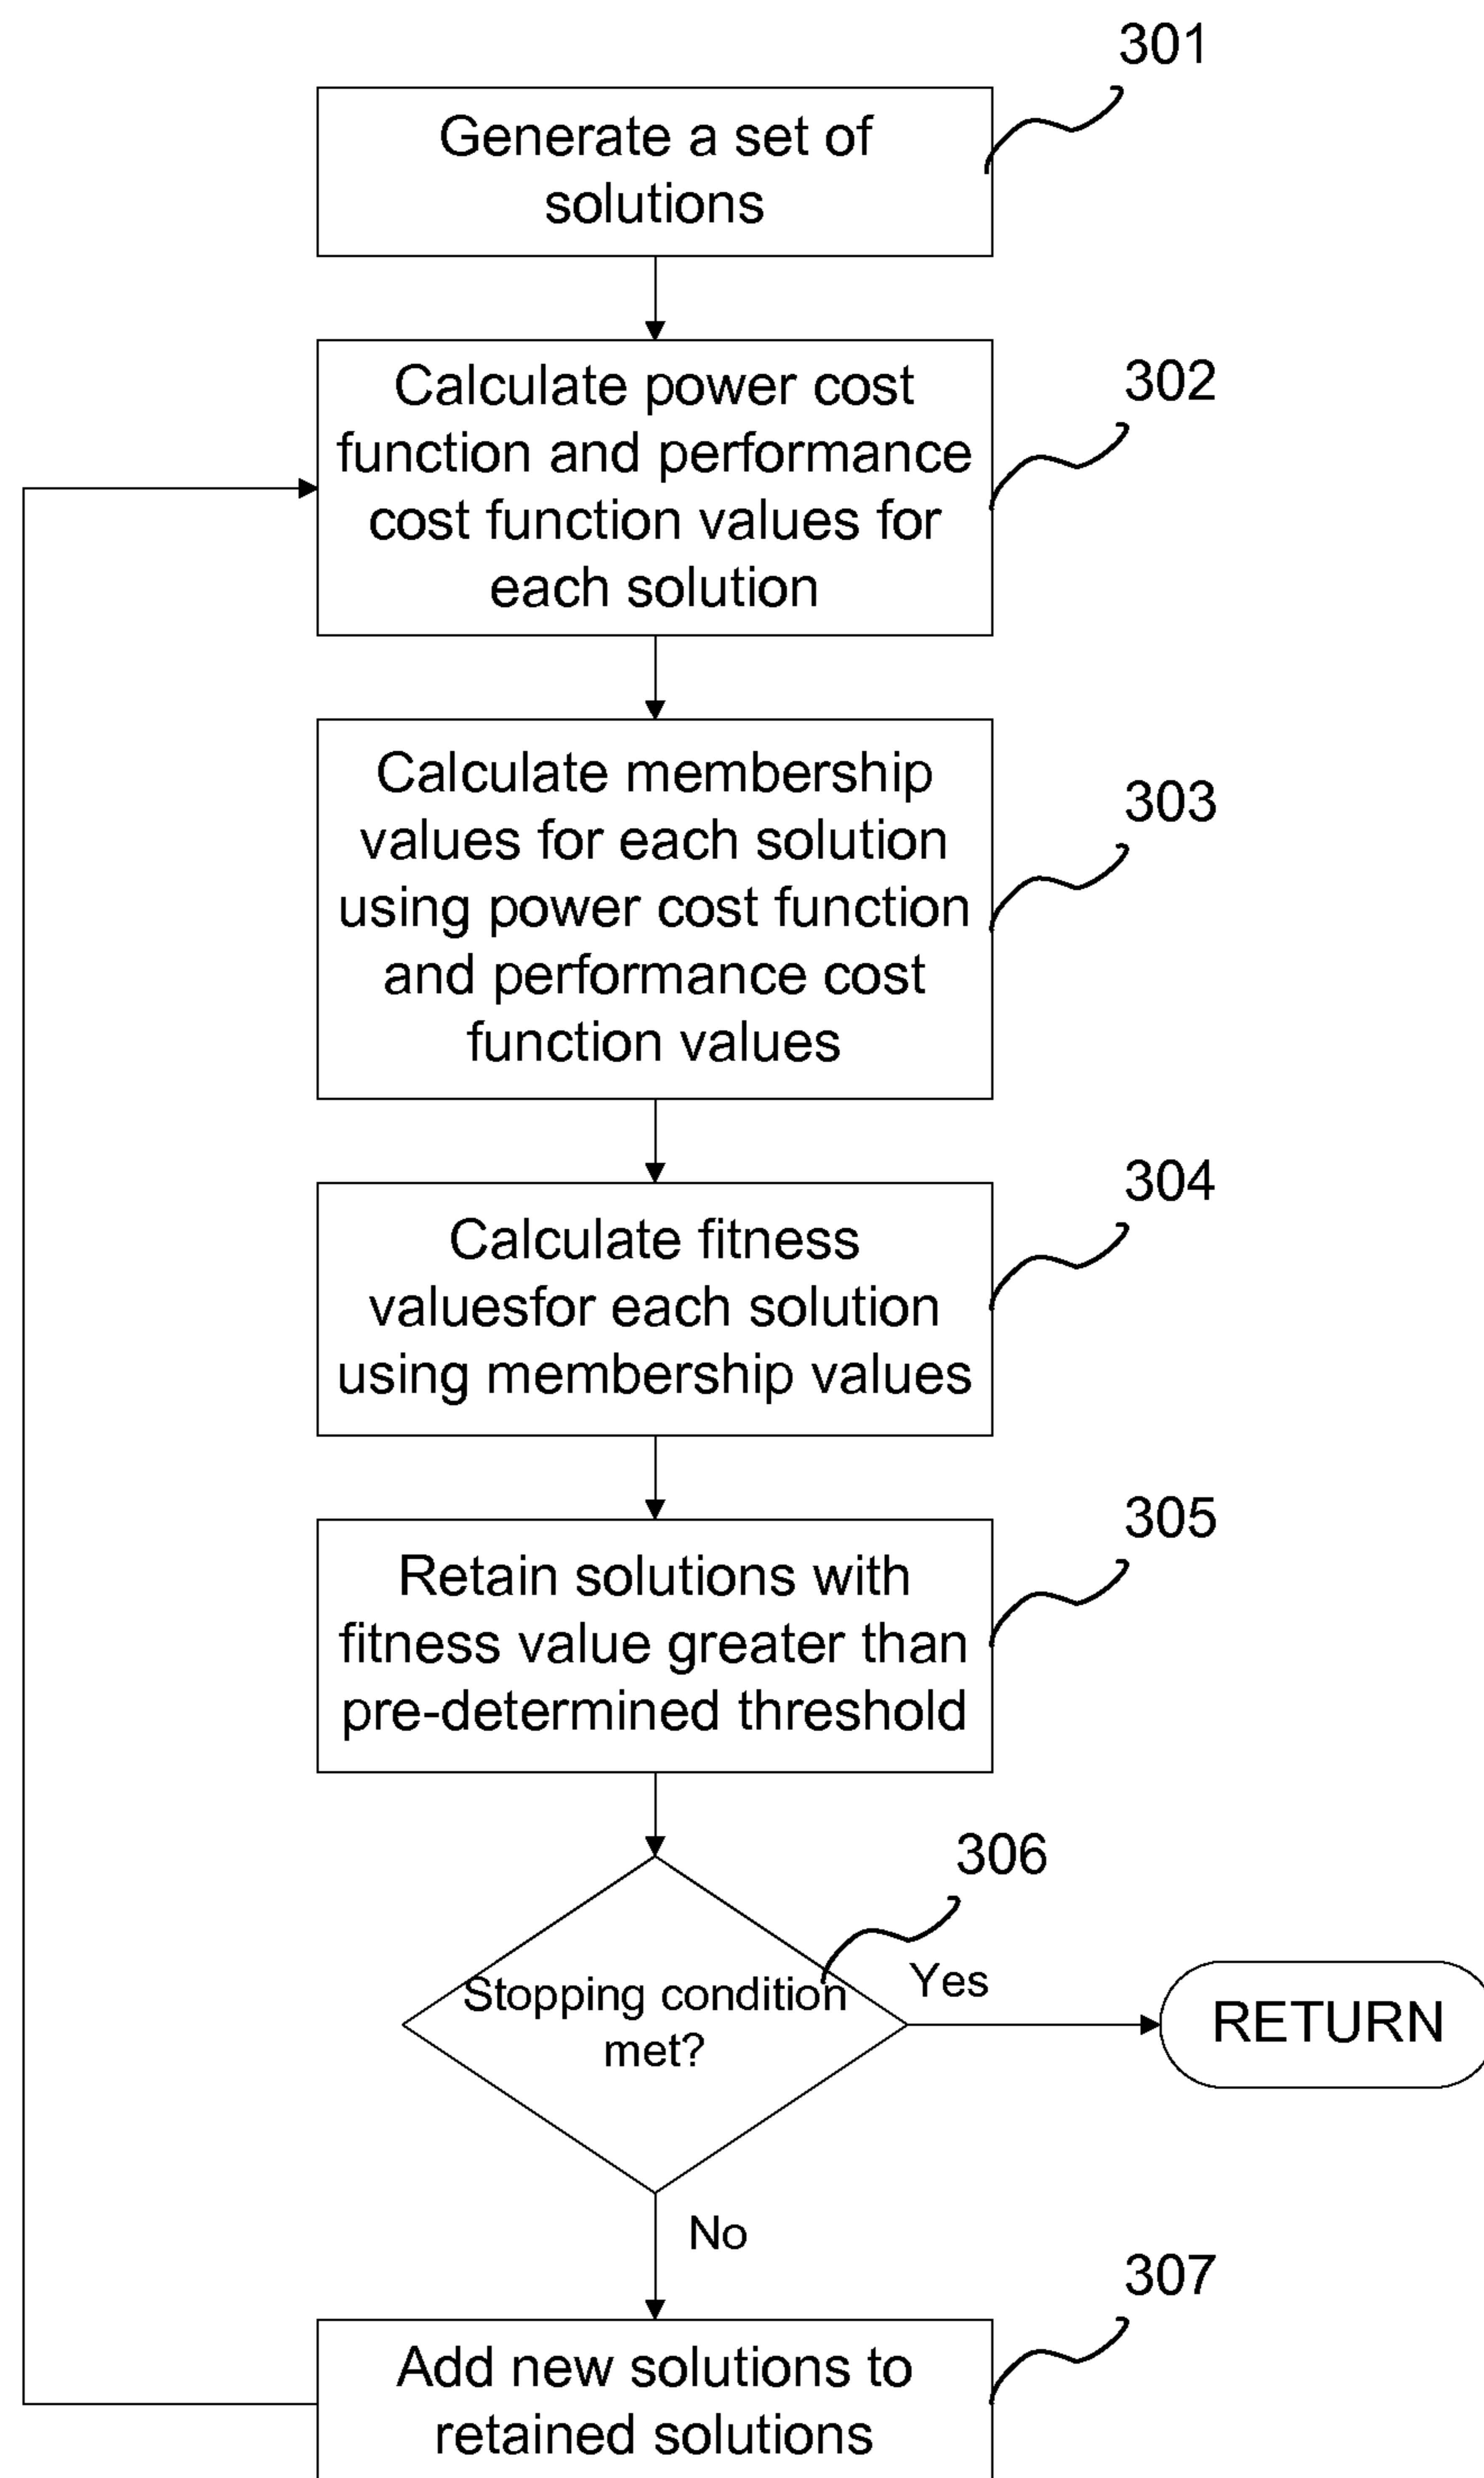 301
Generate a set of
solutions
302
Calculate power cost
function and performance
cost function values for
each solution
303
Calculate membership
values for each solution
using power cost function
and performance cost
function values
304
Calculate fitness
valuesfor each solution
using membership values
305
Retain solutions with
fitness value greater than
pre-determined threshold
306
Stopping condition
met?
Yes
RETURN
No
307
Add new solutions to
retained solutions